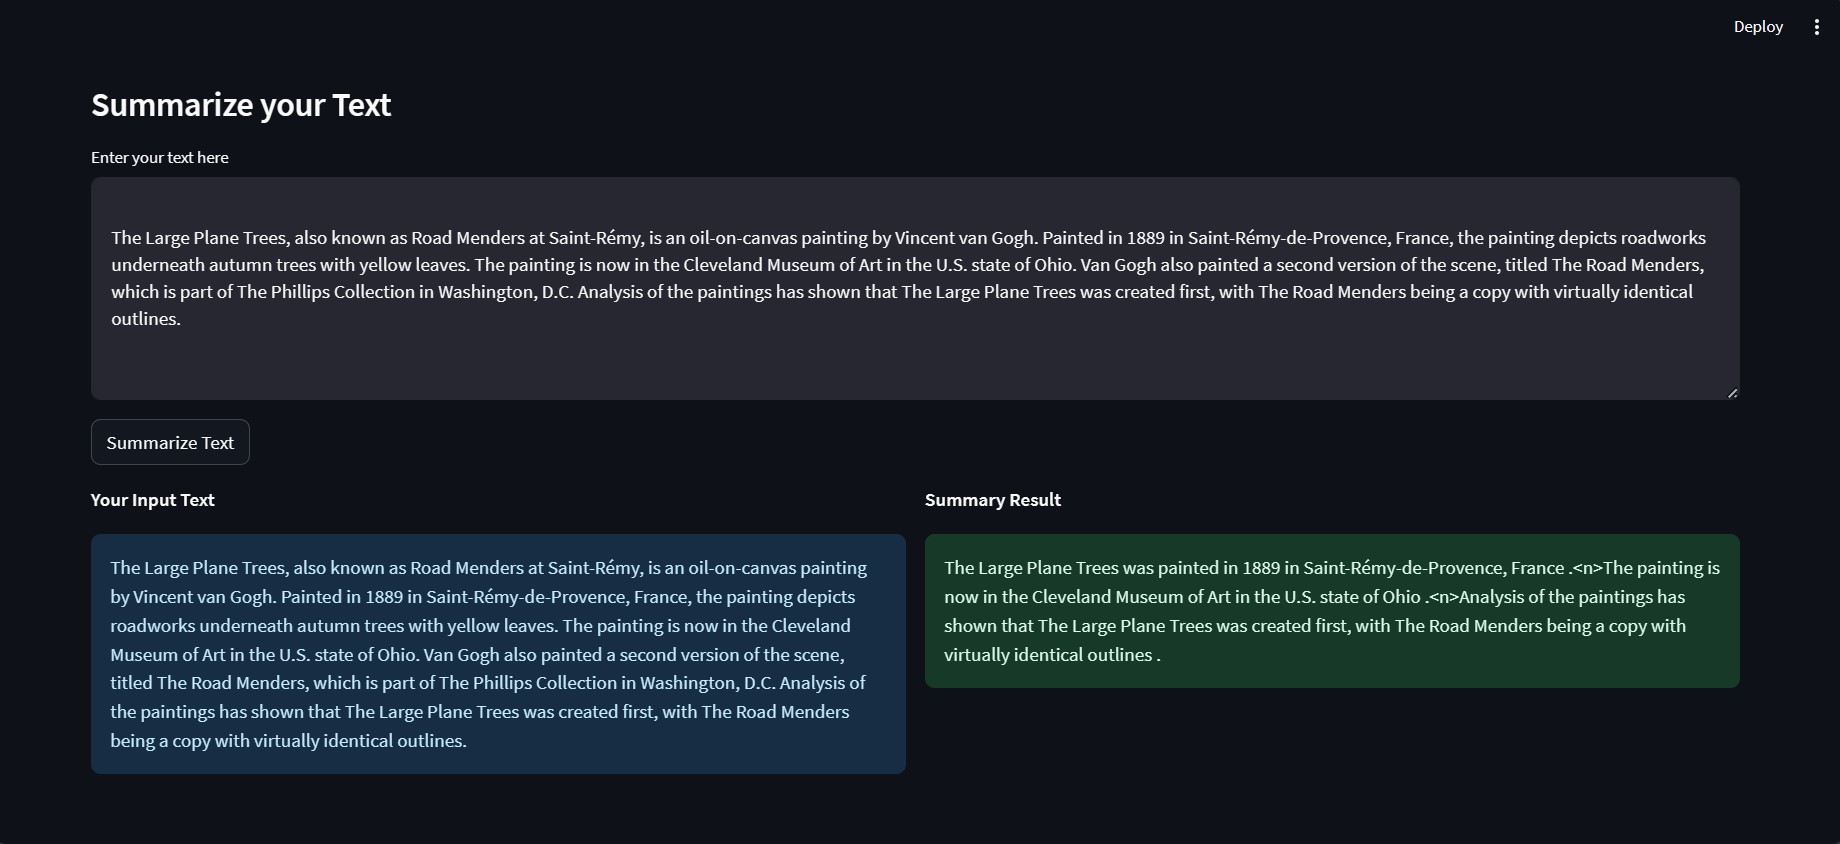 Deploy
Summarize your Text
Enter your text here
The Large Plane Trees, also known as Road Menders at Saint-Rémy, is an oil-on-canvas painting by Vincent van Gogh. Painted in 1889 in Saint-Rémy-de-Provence, France, the painting depicts roadworks
underneath autumn trees with yellow leaves. The painting is now in the Cleveland Museum of Art in the U.S. state of Ohio. Van Gogh also painted a second version of the scene, titled The Road Menders,
which is part of The Phillips Collection in Washington, D.C. Analysis of the paintings has shown that The Large Plane Trees was created first, with The Road Menders being a copy with virtually identical
outlines.
Summarize Text
Your Input Text
The Large Plane Trees, also known as Road Menders at Saint-Rémy, is an oil-on-canvas painting
by Vincent van Gogh. Painted in 1889 in Saint-Rémy-de-Provence, France, the painting depicts
roadworks underneath autumn trees with yellow leaves. The painting is now in the Cleveland
Museum of Art in the U.S. state of Ohio. Van Gogh also painted a second version of the scene,
titled The Road Menders, which is part of The Phillips Collection in Washington, D.C. Analysis of
the paintings has shown that The Large Plane Trees was created first, with The Road Menders
being a copy with virtually identical outlines.
Summary Result
The Large Plane Trees was painted in 1889 in Saint-Rémy-de-Provence, France .<n>The painting is
now in the Cleveland Museum of Art in the U.S. state of Ohio .<n>Analysis of the paintings has
shown that The Large Plane Trees was created first, with The Road Menders being a copy with
virtually identical outlines .